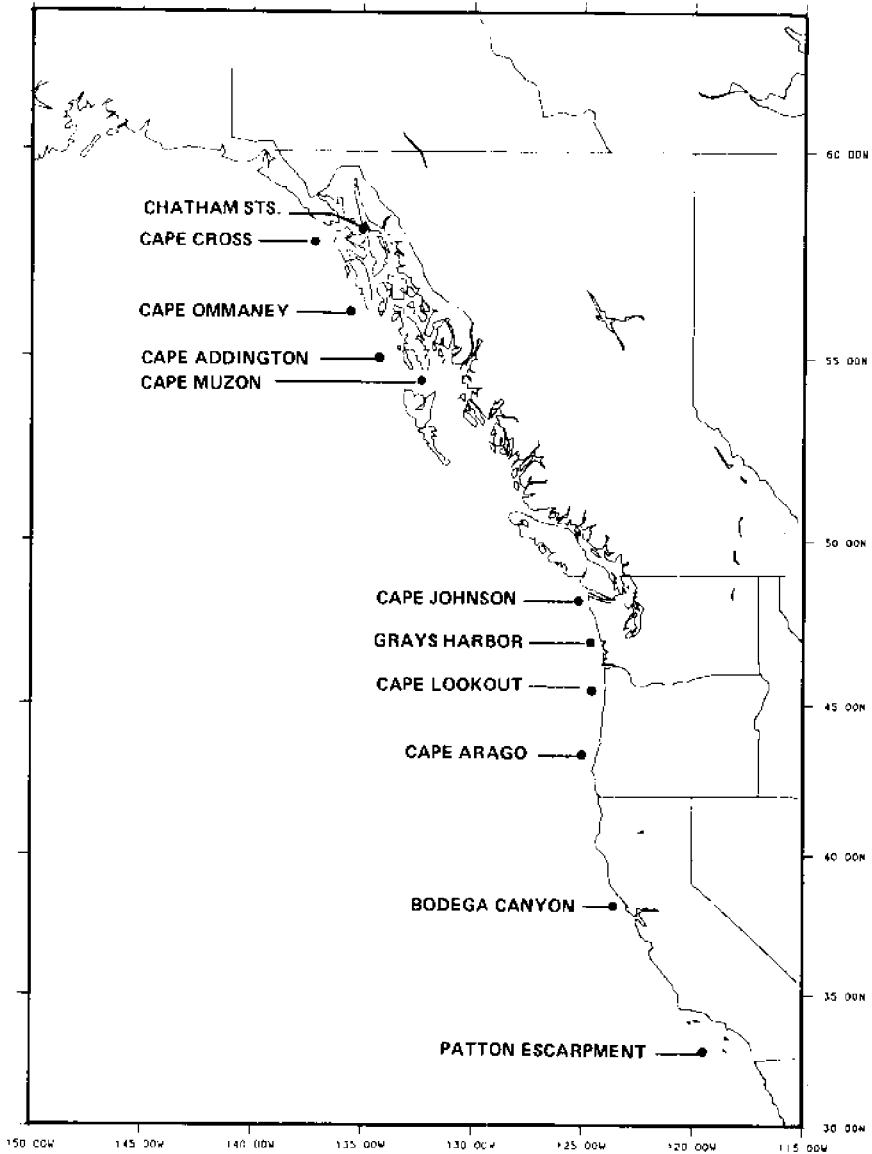 60 00N
CHATHAM STS.
CAPE CROSS
CAPE OMMANEY
CAPE ADDINGTON
55 00N
CAPE MUZON
50 00N
CAPE JOHNSON
GRAYS HARBOR
CAPE LOOKOUT
45 00N
CAPE ARAGO
40 00N
BODEGA CANYON
35 00N
PATTON ESCARPMENT
30 00N
150 00W 145 00W 140 00W 135 00W 130 00W 125 00W 120 00W 115 00W